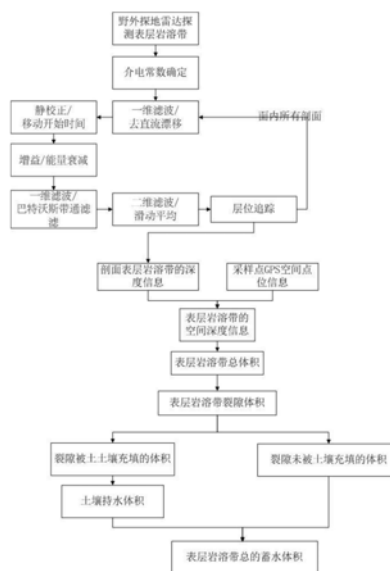 野外探地雷达探
测表层岩溶带
介电常数确定
静校正/
移动开始时间
一维滤波/
去直流漂移
面内所有剖面
增益/能量衰减
一维滤波/
巴特沃斯带通滤
滤
二维滤波/
滑动平均
层位追踪
剖面表层岩溶带的深
度信息
采样点GPS空间点
位信息
表层岩溶带的
空间深度信息
表层岩溶带总体积
表层岩溶带裂隙体积
裂隙被土土壤充填的体积
裂隙未被土壤充填的体积
土壤持水体积
表层岩溶带总的蓄水体积